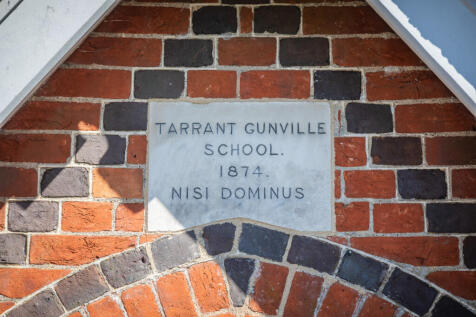 TARRANT GUNVILLE
SCHOOL.
1874.
NISI DOMINUS